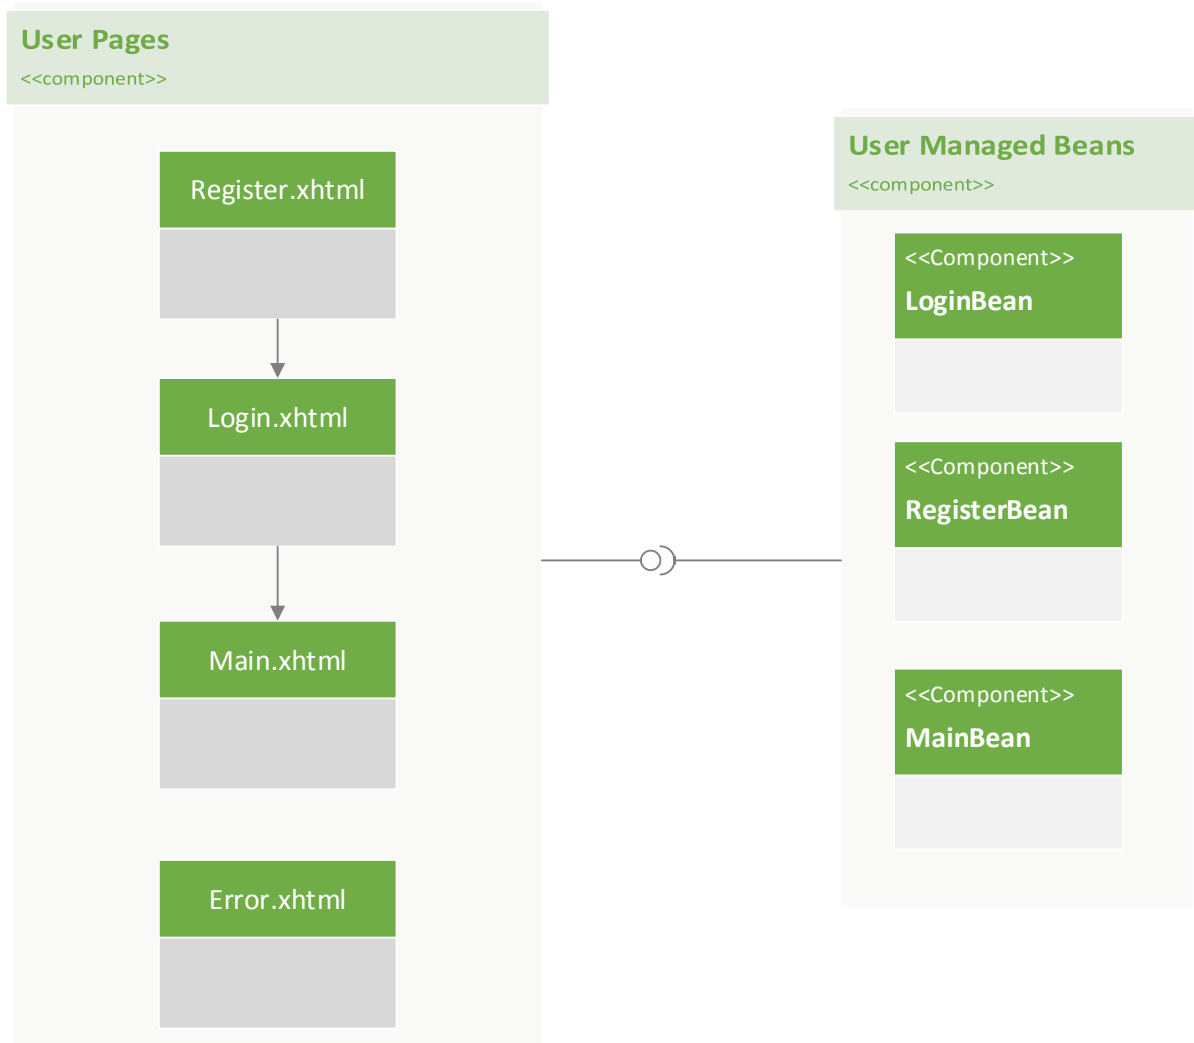 User Pages
<<component>>
Register.xhtml
Login.xhtml
Main.xhtml
Error.xhtml
User Managed Beans
<<component>>
<<Component>>
LoginBean
<<Component>>
RegisterBean
<<Component>>
MainBean